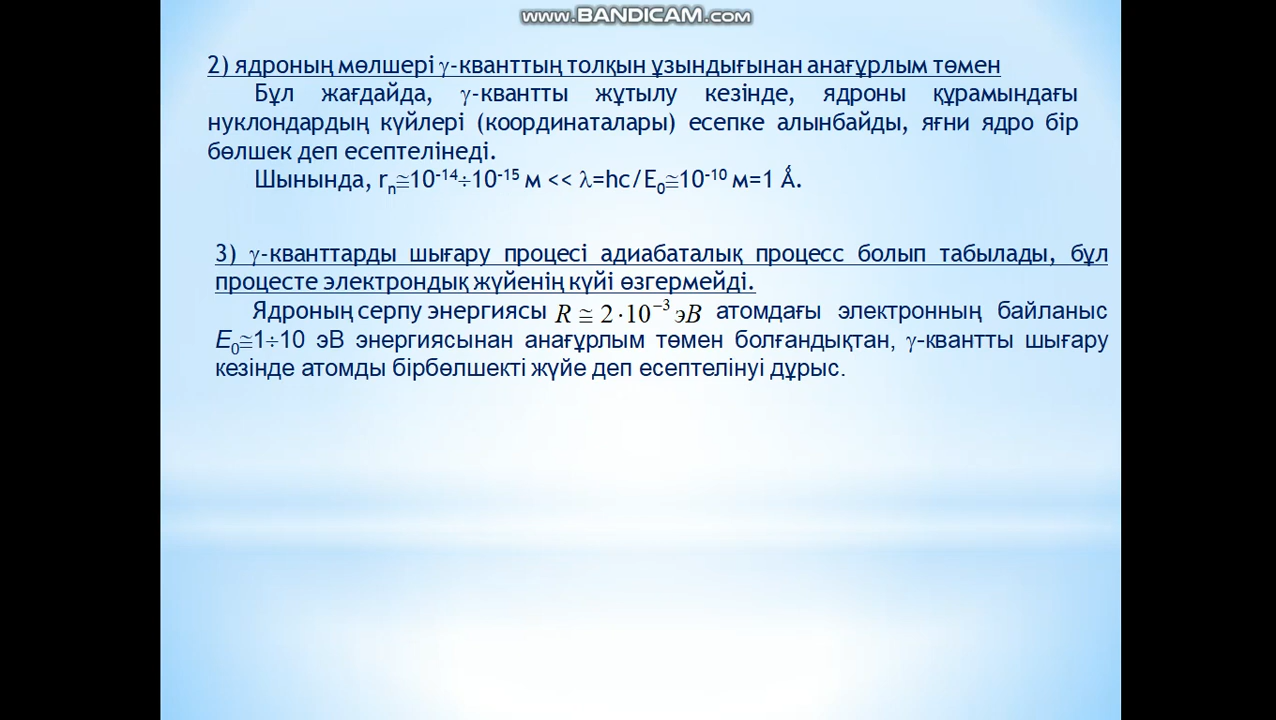 www.BANDICAM.com
2) ядроның мөлшері γ-кванттың толқын ұзындығынан анағұрлым төмен
Бұл жағдайда, γ-квантты жұтылу кезінде, ядроны құрамындағы
нуклондардың күйлері (координаталары) есепке алынбайды, яғни ядро бір
бөлшек деп есептелінеді.
Шынында, rₙ≅10⁻¹⁴÷10⁻¹⁵ м << λ=hc/E₀≅10⁻¹⁰ м=1 Ǻ.
3) γ-кванттарды шығару процесі адиабаталық процесс болып табылады, бұл
процесте электрондық жүйенің күйі өзгермейді.
Ядроның серпу энергиясы R ≅ 2·10⁻³ эВ атомдағы электронның байланыс
E₀≅1÷10 эВ энергиясынан анағұрлым төмен болғандықтан, γ-квантты шығару
кезінде атомды бірбөлшекті жүйе деп есептелінуі дұрыс.